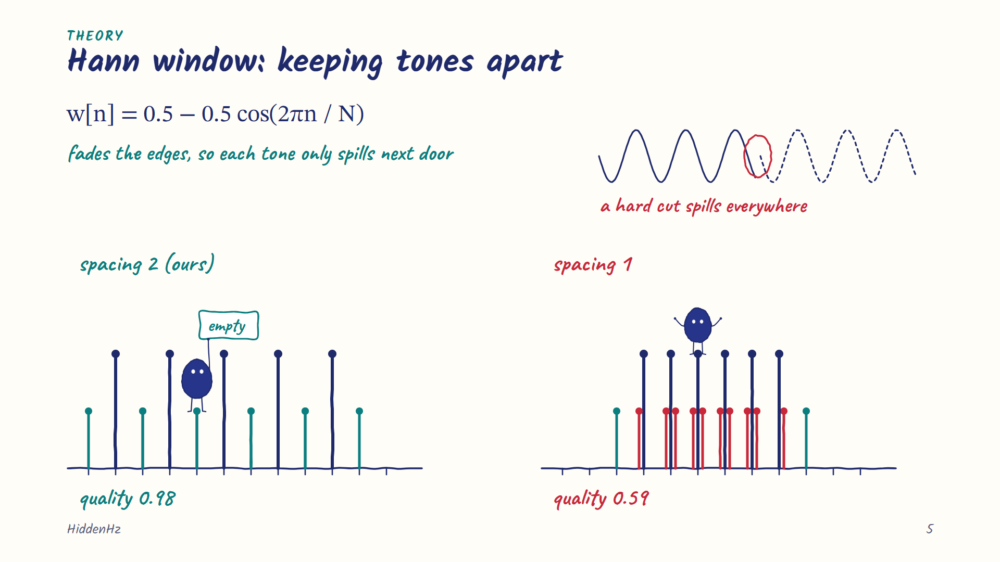 THEORY
Hann window: keeping tones apart
w[n] = 0.5 − 0.5 cos(2πn / N)
fades the edges, so each tone only spills next door
a hard cut spills everywhere
spacing 2 (ours)
spacing 1
empty
quality 0.98
quality 0.59
HiddenHz
5